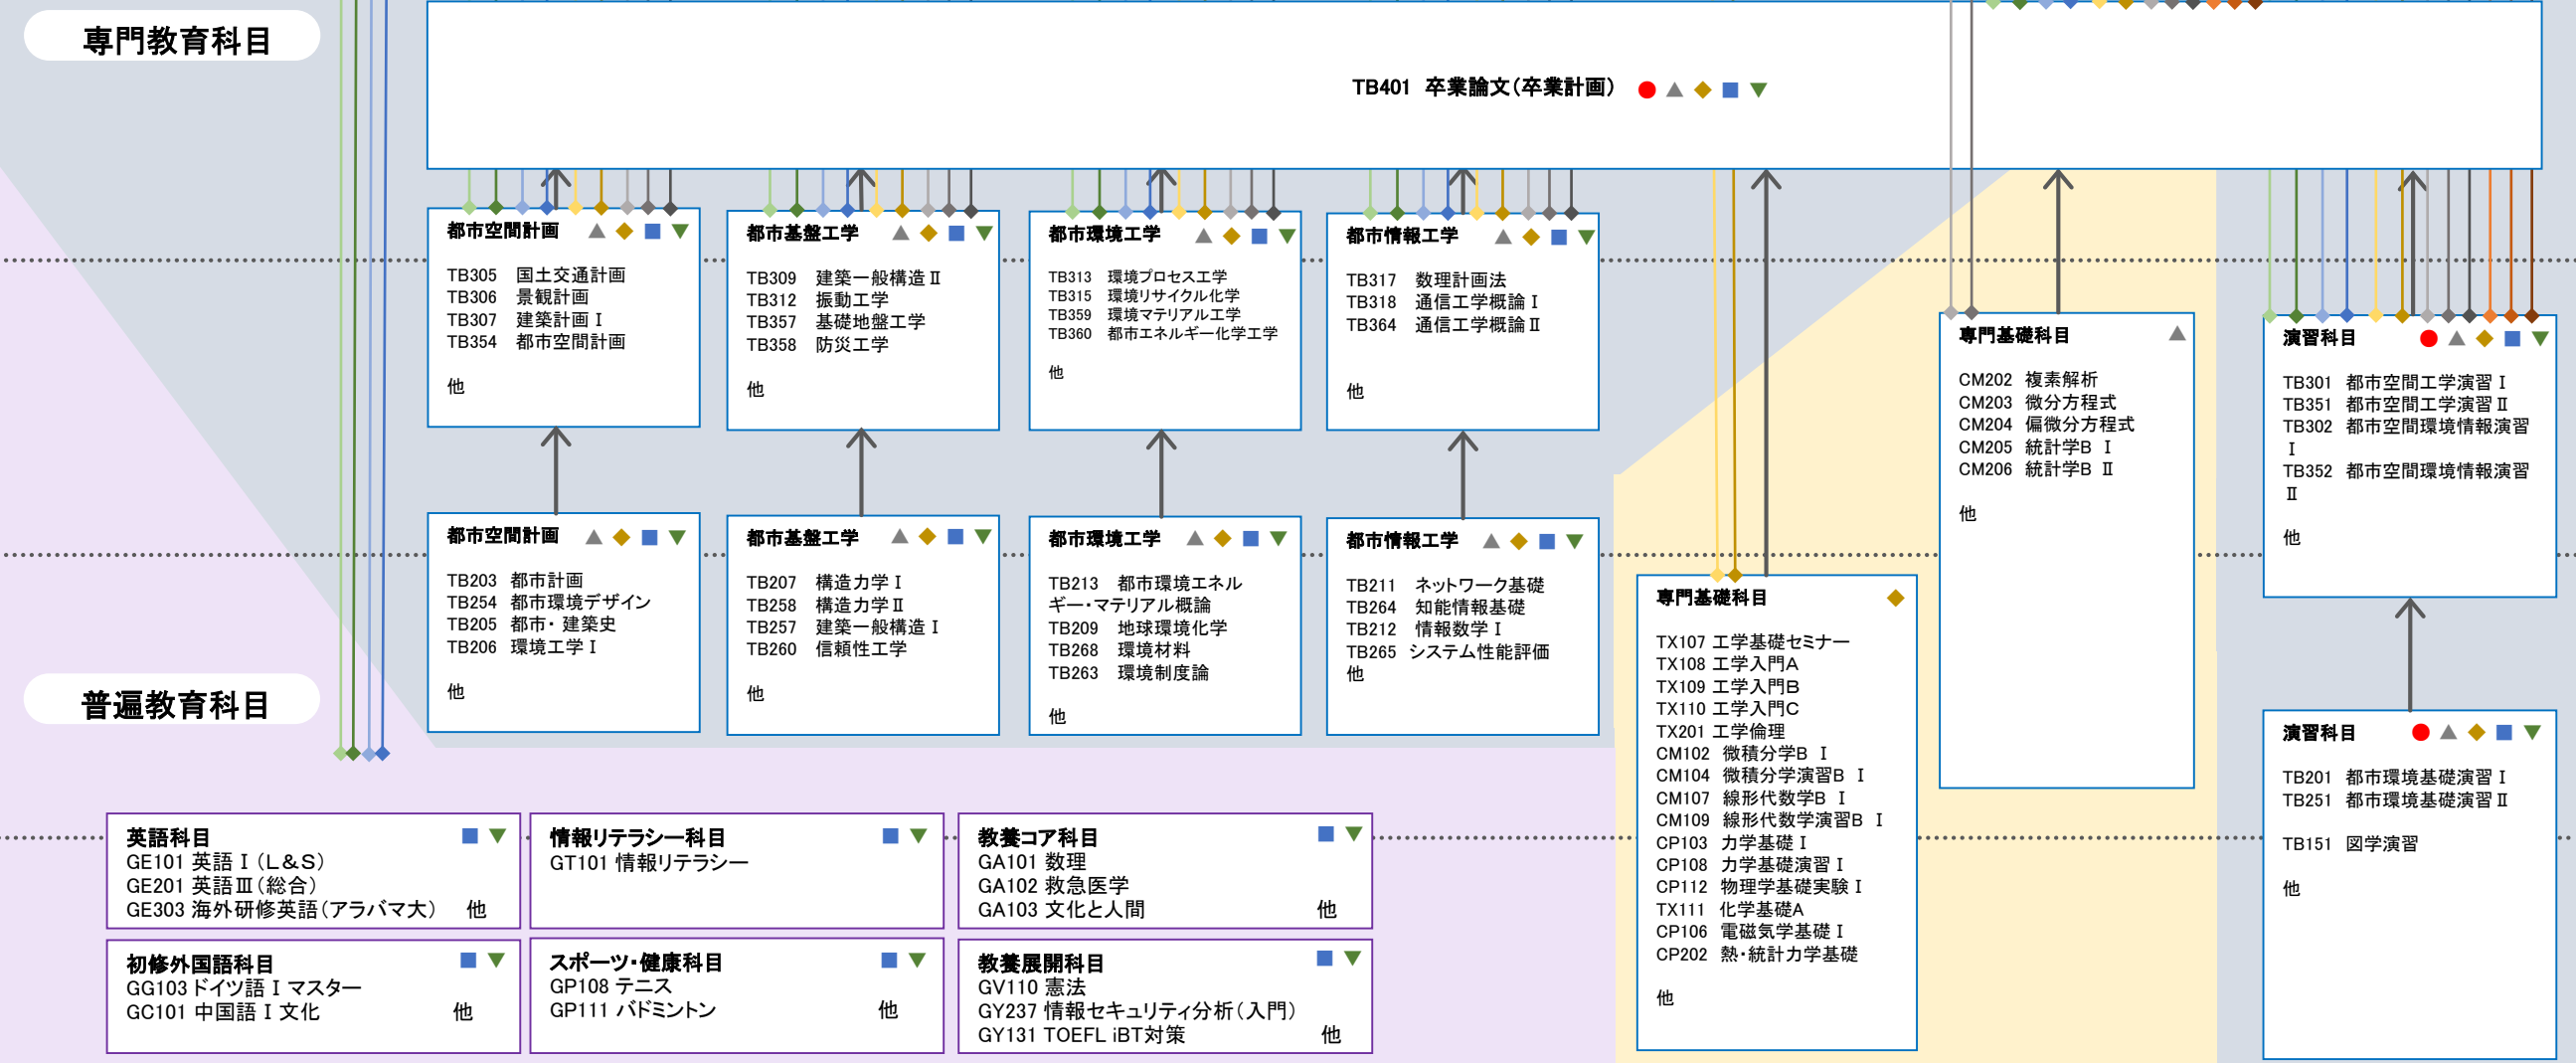 専門教育科目
TB401 卒業論文（卒業計画）
都市空間計画
TB305 国土交通計画
TB306 景観計画
TB307 建築計画Ⅰ
TB354 都市空間計画
他
都市基盤工学
TB309 建築一般構造Ⅱ
TB312 振動工学
TB357 基礎地盤工学
TB358 防災工学
他
都市環境工学
TB313 環境プロセス工学
TB315 環境リサイクル化学
TB359 環境マテリアル工学
TB360 都市エネルギー化学工学
他
都市情報工学
TB317 数理計画法
TB318 通信工学概論Ⅰ
TB364 通信工学概論Ⅱ
他
専門基礎科目
CM202 複素解析
CM203 微分方程式
CM204 偏微分方程式
CM205 統計学B Ⅰ
CM206 統計学B Ⅱ
他
演習科目
TB301 都市空間工学演習Ⅰ
TB351 都市空間工学演習Ⅱ
TB302 都市空間環境情報演習
Ⅰ
TB352 都市空間環境情報演習
Ⅱ
他
都市空間計画
TB203 都市計画
TB254 都市環境デザイン
TB205 都市・建築史
TB206 環境工学Ⅰ
他
都市基盤工学
TB207 構造力学Ⅰ
TB258 構造力学Ⅱ
TB257 建築一般構造Ⅰ
TB260 信頼性工学
他
都市環境工学
TB213 都市環境エネル
ギー・マテリアル概論
TB209 地球環境化学
TB268 環境材料
TB263 環境制度論
他
都市情報工学
TB211 ネットワーク基礎
TB264 知能情報基礎
TB212 情報数学Ⅰ
TB265 システム性能評価
他
専門基礎科目
TX107 工学基礎セミナー
TX108 工学入門A
TX109 工学入門B
TX110 工学入門C
TX201 工学倫理
CM102 微積分学B Ⅰ
CM104 微積分学演習B Ⅰ
CM107 線形代数学B Ⅰ
CM109 線形代数学演習B Ⅰ
CP103 力学基礎Ⅰ
CP108 力学基礎演習Ⅰ
CP112 物理学基礎実験Ⅰ
TX111 化学基礎A
CP106 電磁気学基礎Ⅰ
CP202 熱・統計力学基礎
他
演習科目
TB201 都市環境基礎演習Ⅰ
TB251 都市環境基礎演習Ⅱ
TB151 図学演習
他
普遍教育科目
英語科目
GE101 英語Ⅰ（L&S）
GE201 英語Ⅲ（総合）
GE303 海外研修英語（アラバマ大） 他
情報リテラシー科目
GT101 情報リテラシー
教養コア科目
GA101 数理
GA102 救急医学
GA103 文化と人間 他
初修外国語科目
GG103 ドイツ語Ⅰマスター
GC101 中国語Ⅰ文化 他
スポーツ・健康科目
GP108 テニス
GP111 バドミントン 他
教養展開科目
GV110 憲法
GY237 情報セキュリティ分析（入門）
GY131 TOEFL iBT対策 他